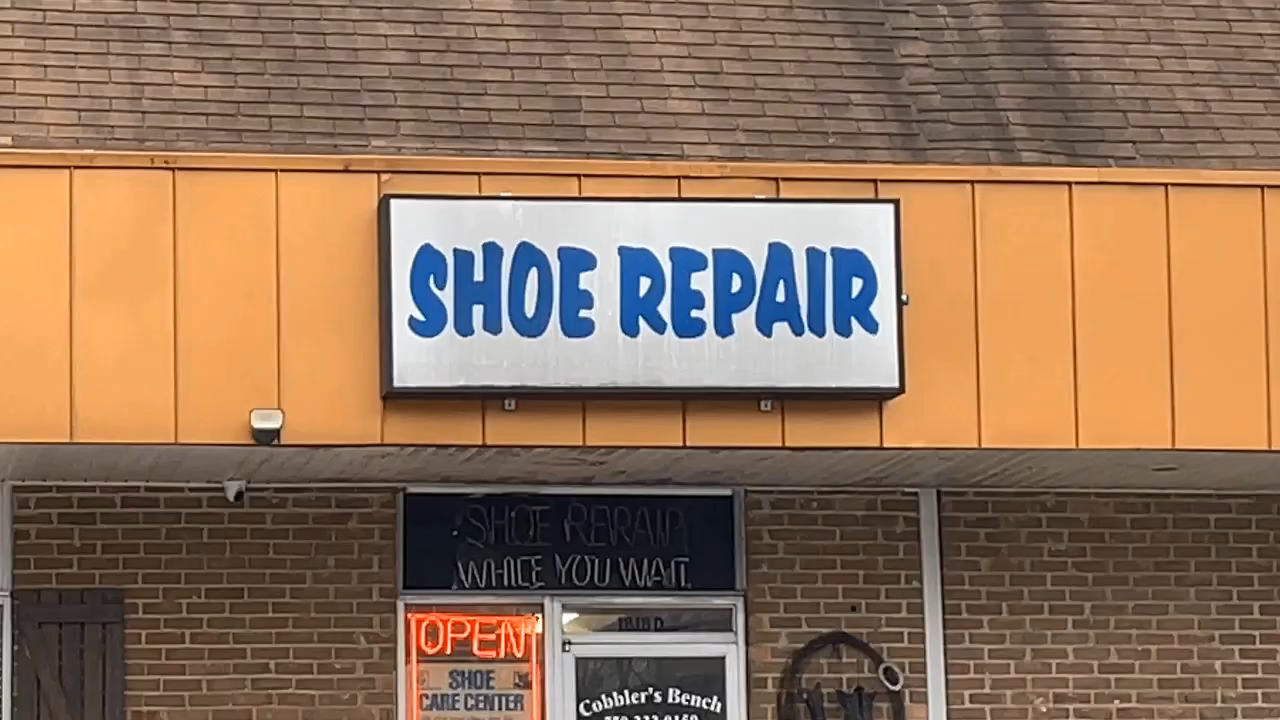 SHOE REPAIR
SHOE REPAIR
WHILE YOU WAIT
OPEN
SHOE
CARE CENTER
Cobbler's Bench